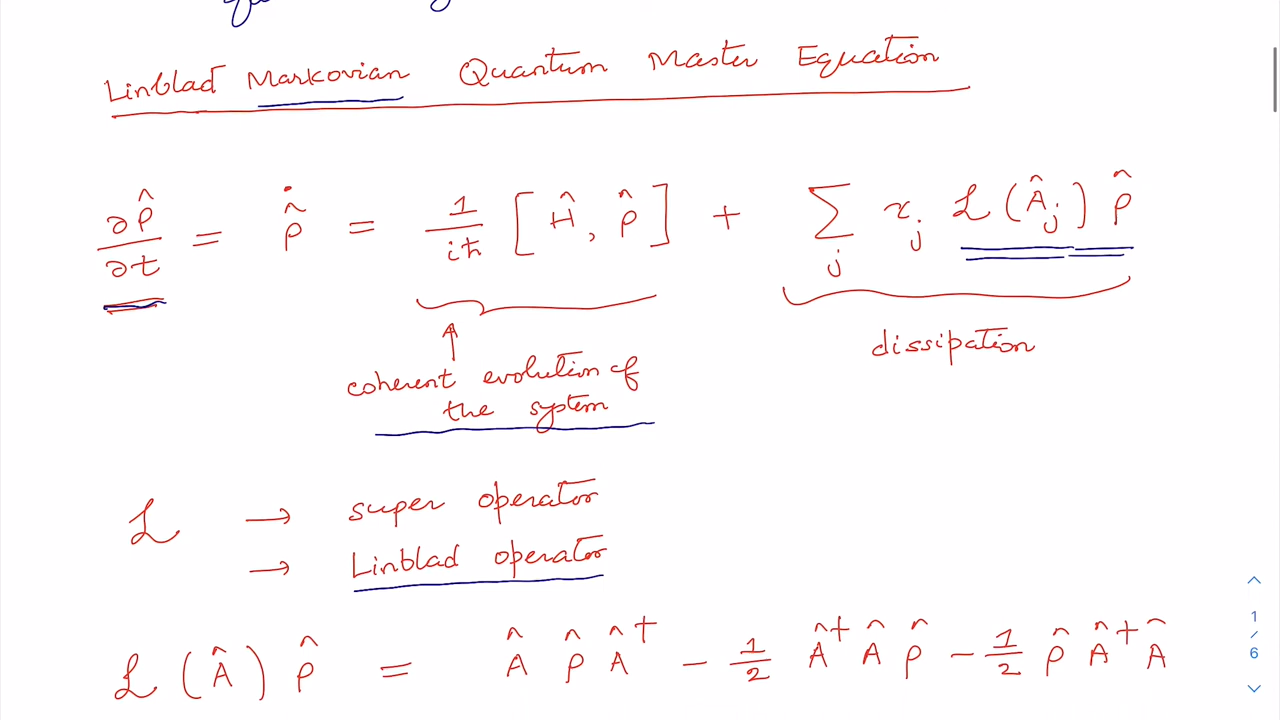 Linblad Markovian Quantum Master Equation
∂ρ̂/∂t = ρ̂̇ = 1/iħ [Ĥ, ρ̂] + Σ_j x_j ℒ(Â_j) ρ̂
coherent evolution of
the system
dissipation
ℒ → super operator
→ Linblad operator
ℒ(Â) ρ̂ = Â ρ̂ Â† - 1/2 Â† Â ρ̂ - 1/2 ρ̂ Â† Â
1
/
6